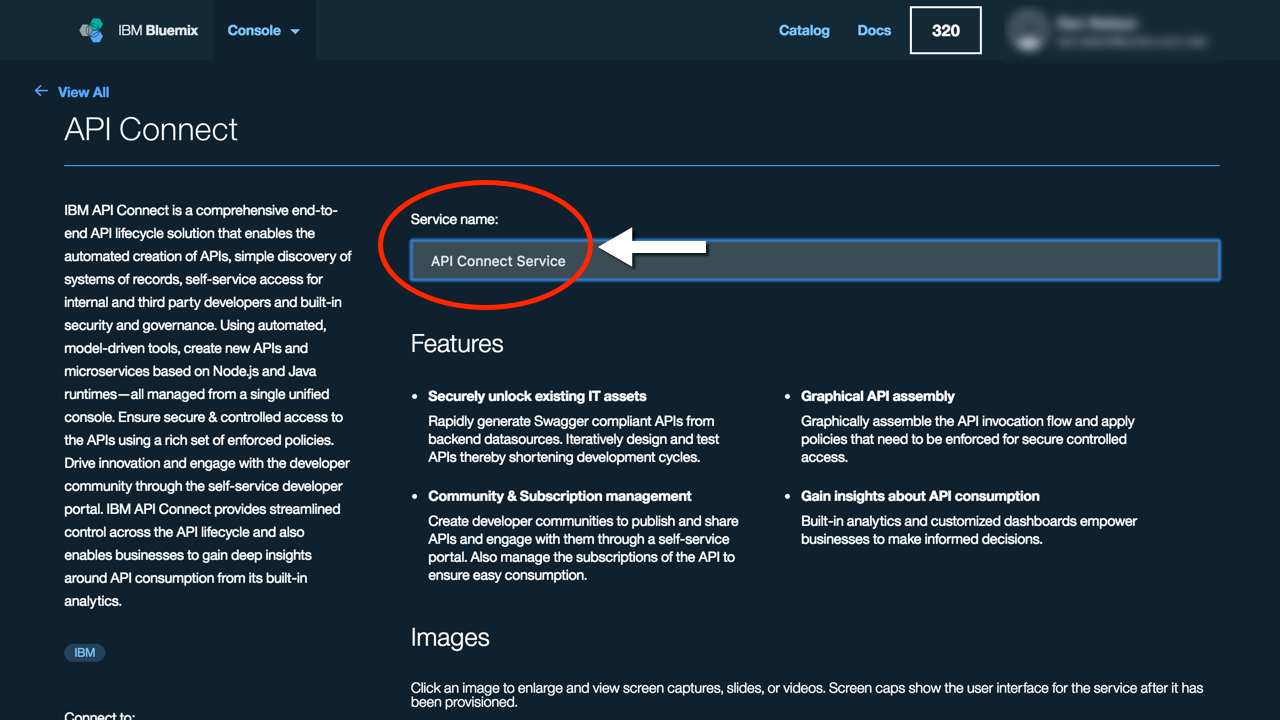 IBM Bluemix
Console
Catalog
Docs
320
View All
API Connect
IBM API Connect is a comprehensive end-to-
end API lifecycle solution that enables the
automated creation of APIs, simple discovery of
systems of records, self-service access for
internal and third party developers and built-in
security and governance. Using automated,
model-driven tools, create new APIs and
microservices based on Node.js and Java
runtimes—all managed from a single unified
console. Ensure secure & controlled access to
the APIs using a rich set of enforced policies.
Drive innovation and engage with the developer
community through the self-service developer
portal. IBM API Connect provides streamlined
control across the API lifecycle and also
enables businesses to gain deep insights
around API consumption from its built-in
analytics.
IBM
Connect to:
Service name:
API Connect Service
Features
• Securely unlock existing IT assets
Rapidly generate Swagger compliant APIs from
backend datasources. Iteratively design and test
APIs thereby shortening development cycles.
• Community & Subscription management
Create developer communities to publish and share
APIs and engage with them through a self-service
portal. Also manage the subscriptions of the API to
ensure easy consumption.
• Graphical API assembly
Graphically assemble the API invocation flow and apply
policies that need to be enforced for secure controlled
access.
• Gain insights about API consumption
Built-in analytics and customized dashboards empower
businesses to make informed decisions.
Images
Click an image to enlarge and view screen captures, slides, or videos. Screen caps show the user interface for the service after it has
been provisioned.